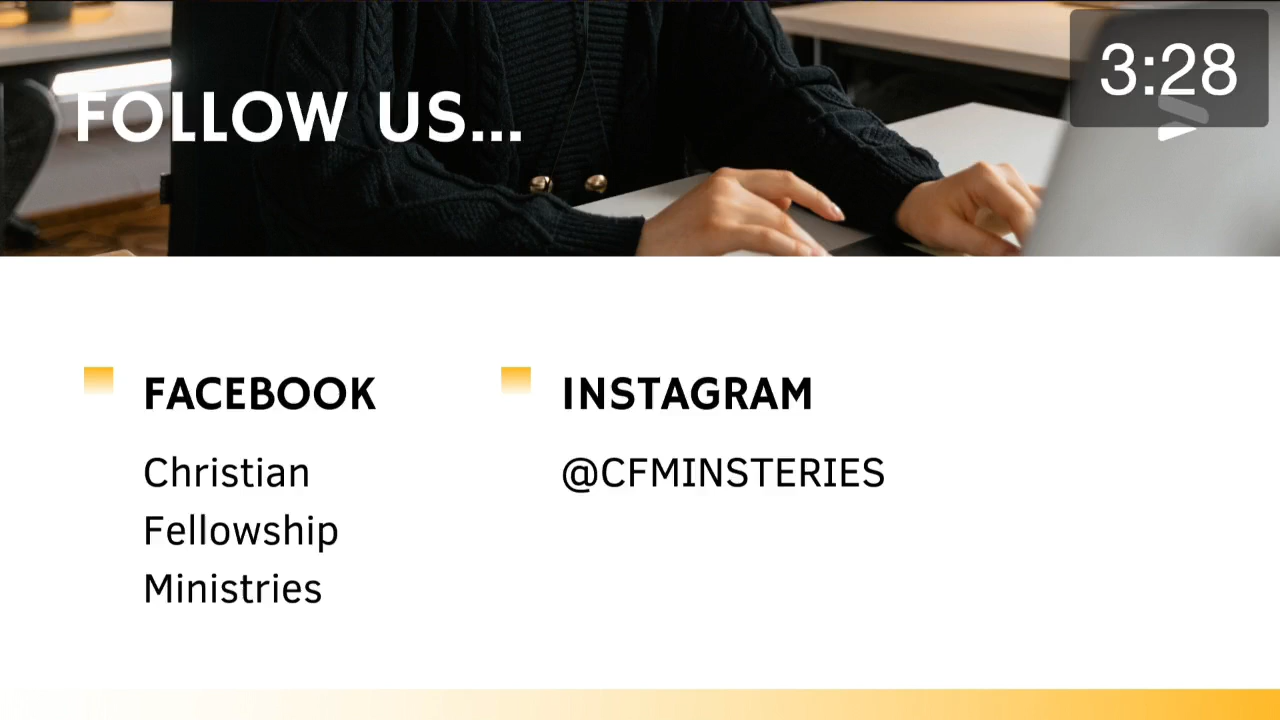 3:28
FOLLOW US...
FACEBOOK
Christian
Fellowship
Ministries
INSTAGRAM
@CFMINSTERIES